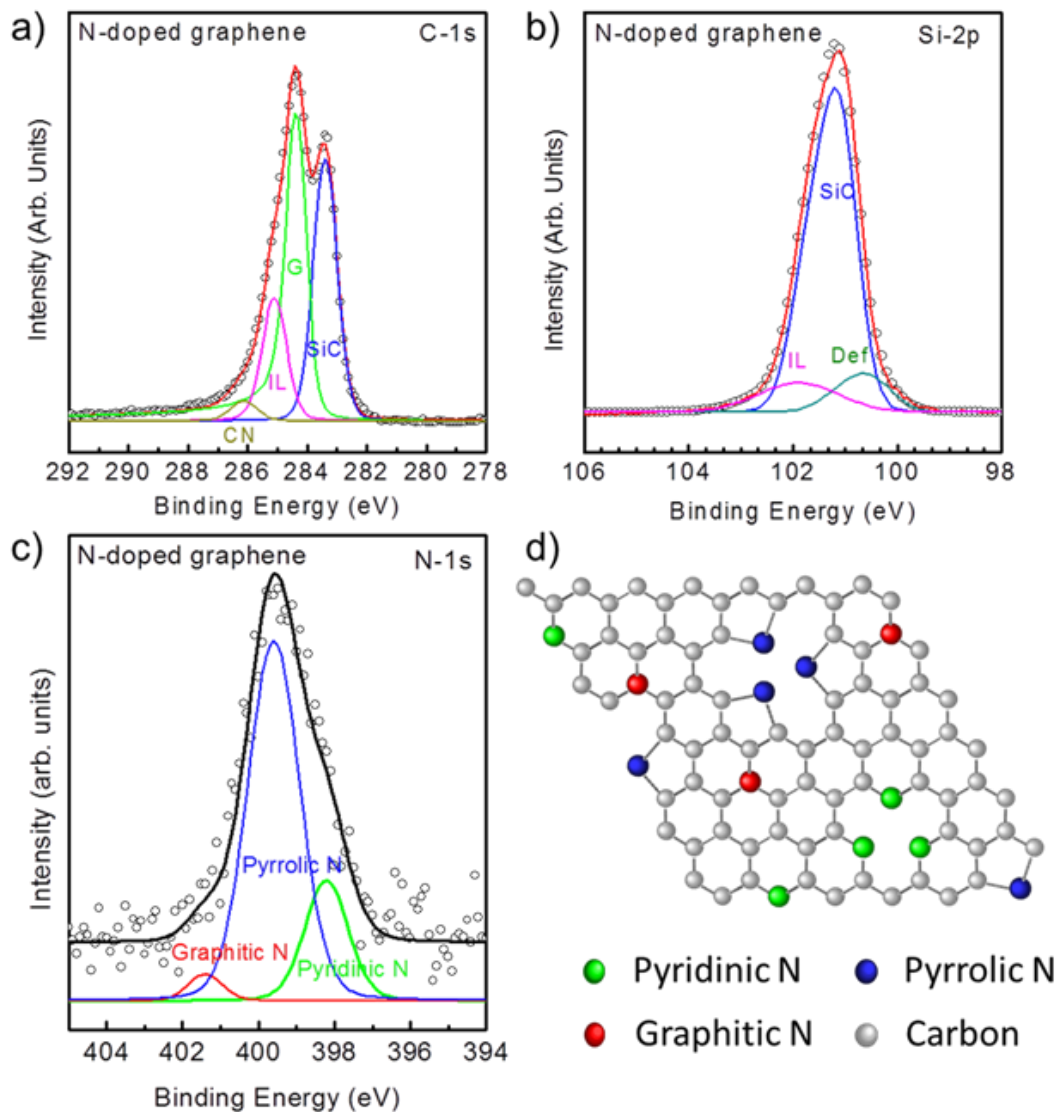 a)
N-doped graphene
C-1s
Intensity (Arb. Units)
G
SiC
IL
CN
292 290 288 286 284 282 280 278
Binding Energy (eV)
b)
N-doped graphene
Si-2p
Intensity (Arb. Units)
SiC
IL
Def
106 104 102 100 98
Binding Energy (eV)
c)
N-doped graphene
N-1s
Intensity (arb. units)
Pyrrolic N
Graphitic N
Pyridinic N
404 402 400 398 396 394
Binding Energy (eV)
d)
Pyridinic N
Pyrrolic N
Graphitic N
Carbon